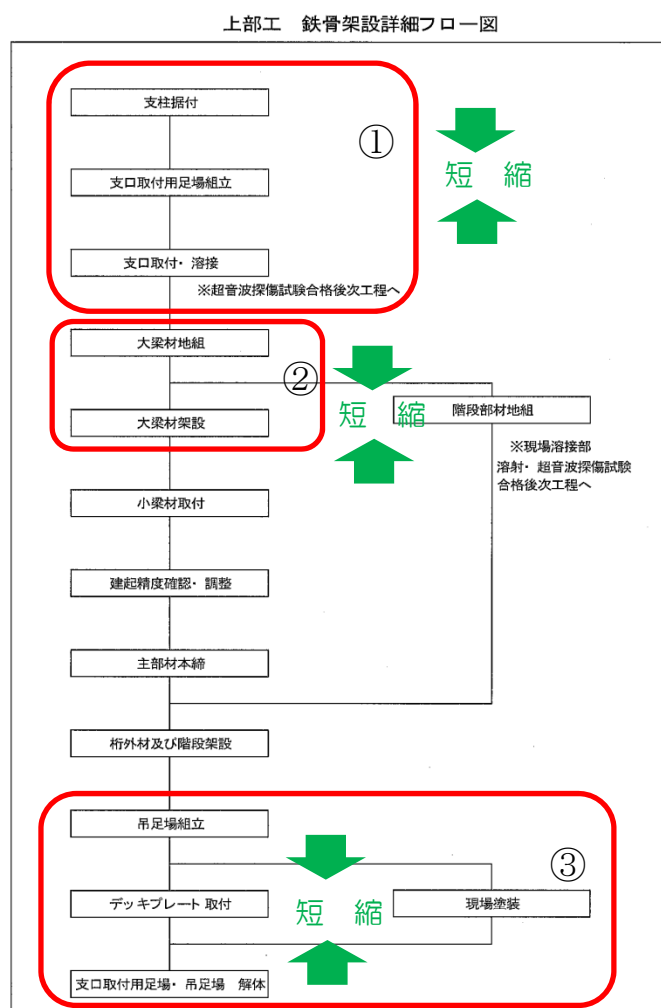 上部工 鉄骨架設詳細フロー図
支柱据付
①
短 縮
支口取付用足場組立
支口取付・溶接
※超音波探傷試験合格後次工程へ
大梁材地組
②
短 縮
階段部材地組
大梁材架設
※現場溶接部
溶射・超音波探傷試験
合格後次工程へ
小梁材取付
建起精度確認・調整
主部材本締
桁外材及び階段架設
吊足場組立
③
デッキプレート取付
短 縮
現場塗装
支口取付用足場・吊足場 解体